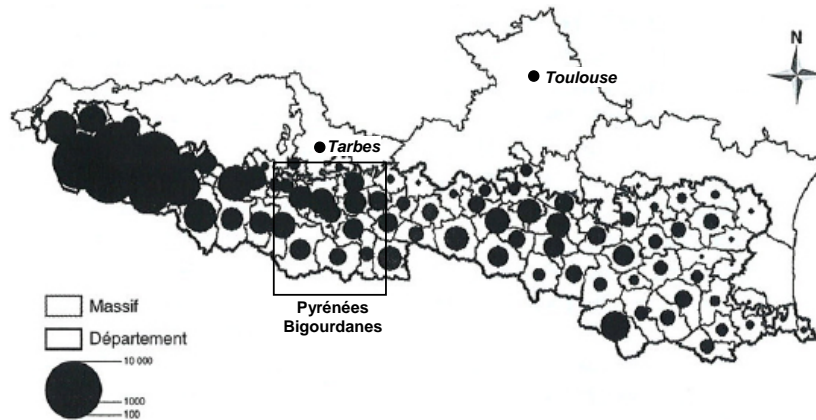 N
Toulouse
Tarbes
Massif
Département
10 000
1000
100
Pyrénées
Bigourdanes